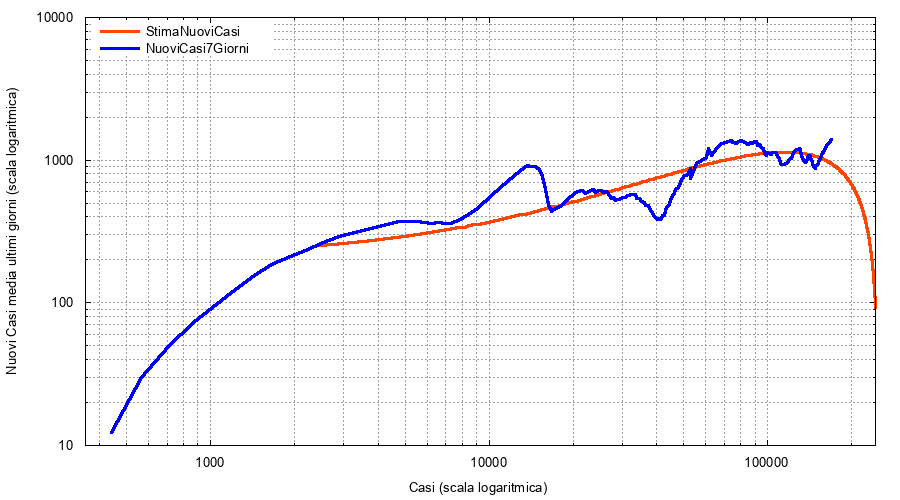 10000
StimaNuoviCasi
NuoviCasi7Giorni
1000
100
10
Nuovi Casi media ultimi giorni (scala logaritmica)
1000 10000 100000
Casi (scala logaritmica)